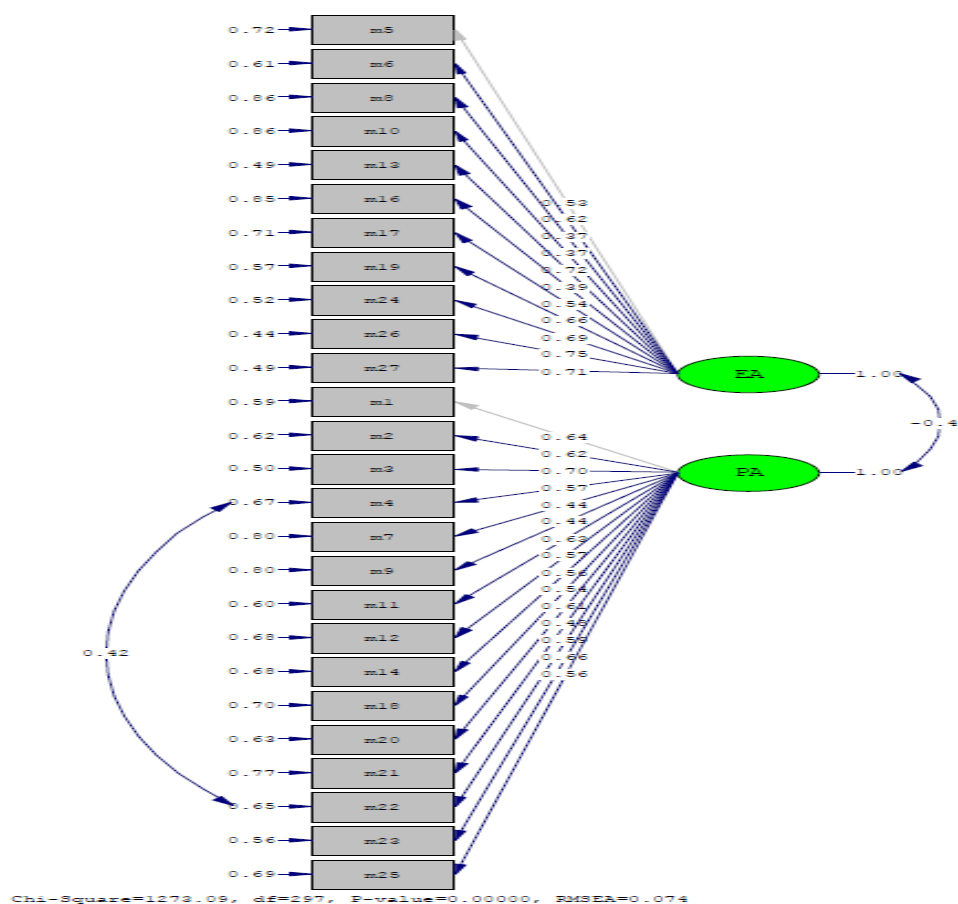 0.72 m5
0.61 m6
0.86 m8
0.86 m10
0.49 m13
0.85 m16
0.71 m17
0.57 m19
0.52 m24
0.44 m26
0.49 m27
0.59 m1
0.62 m2
0.50 m3
0.67 m4
0.80 m7
0.80 m9
0.60 m11
0.68 m12
0.68 m14
0.70 m18
0.63 m20
0.77 m21
0.65 m22
0.56 m23
0.69 m25
0.42
0.53
0.62
0.37
0.37
0.72
0.39
0.54
0.66
0.69
0.75
0.71
0.64
0.62
0.70
0.57
0.44
0.44
0.63
0.57
0.56
0.54
0.61
0.48
0.59
0.66
0.56
EA 1.00
PA 1.00
-0.4
Chi-Square=1273.09, df=297, P-value=0.00000, RMSEA=0.074